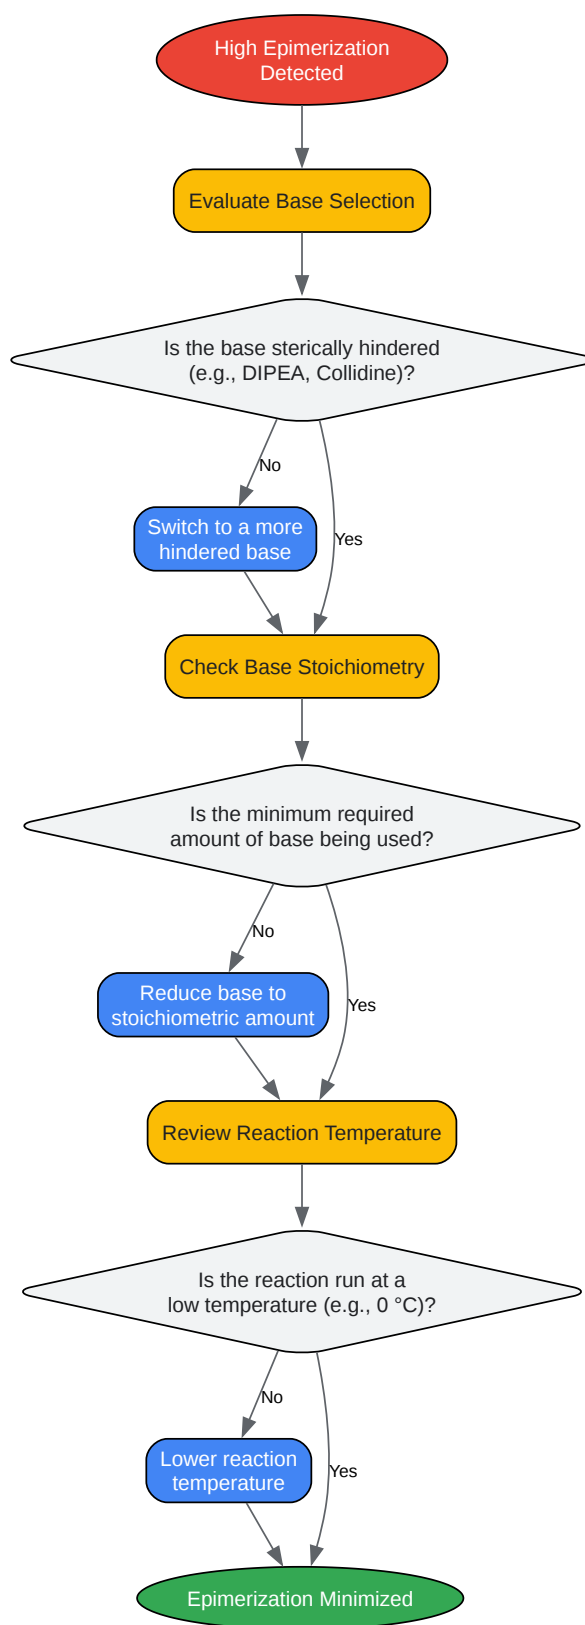 High Epimerization
Detected
Evaluate Base Selection
Is the base sterically hindered
(e.g., DIPEA, Collidine)?
No
Switch to a more
hindered base
Yes
Check Base Stoichiometry
Is the minimum required
amount of base being used?
No
Reduce base to
stoichiometric amount
Yes
Review Reaction Temperature
Is the reaction run at a
low temperature (e.g., 0 °C)?
No
Lower reaction
temperature
Yes
Epimerization Minimized